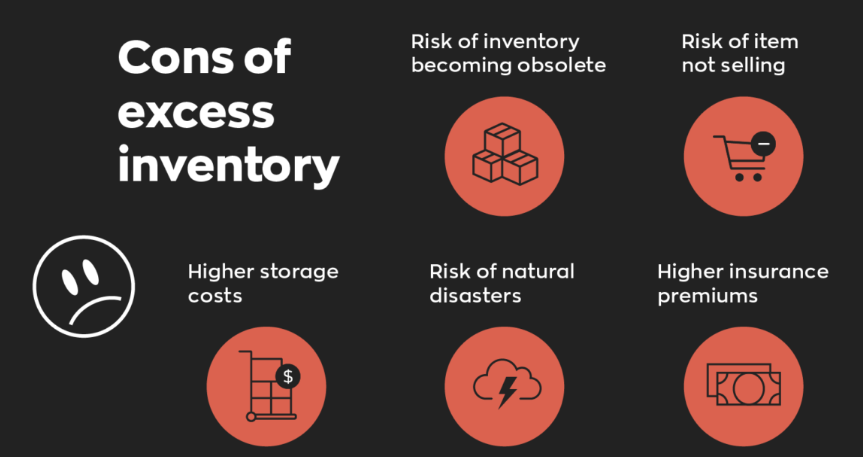 Cons of
excess
inventory
Risk of inventory
becoming obsolete
Risk of item
not selling
Higher storage
costs
$
Risk of natural
disasters
Higher insurance
premiums